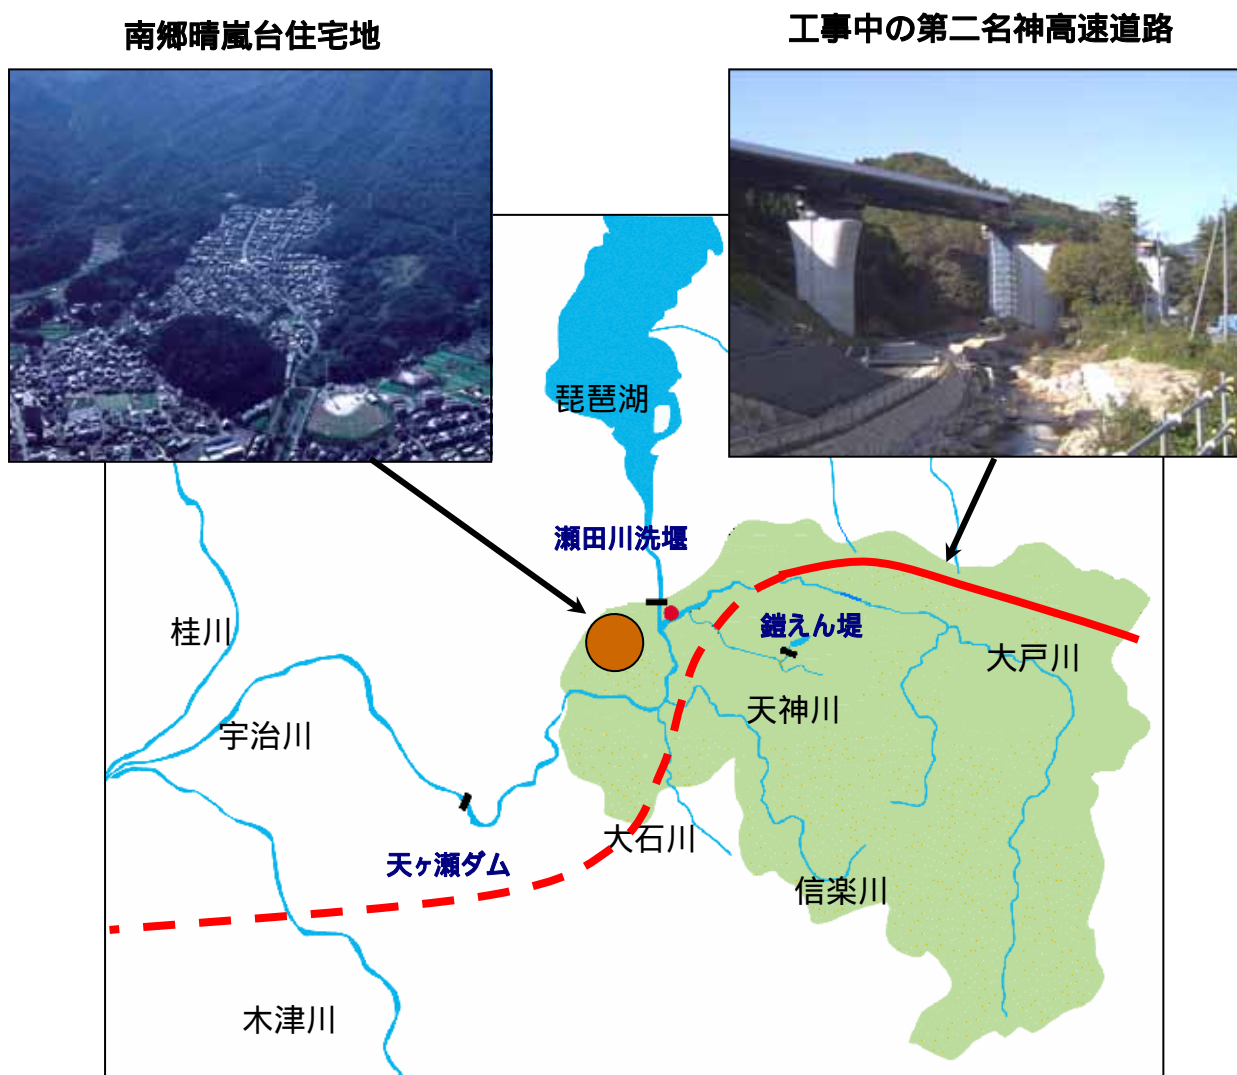 南郷晴嵐台住宅地
工事中の第二名神高速道路
琵琶湖
瀬田川洗堰
桂川
鎧えん堤
大戸川
宇治川
天神川
大石川
天ヶ瀬ダム
信楽川
木津川